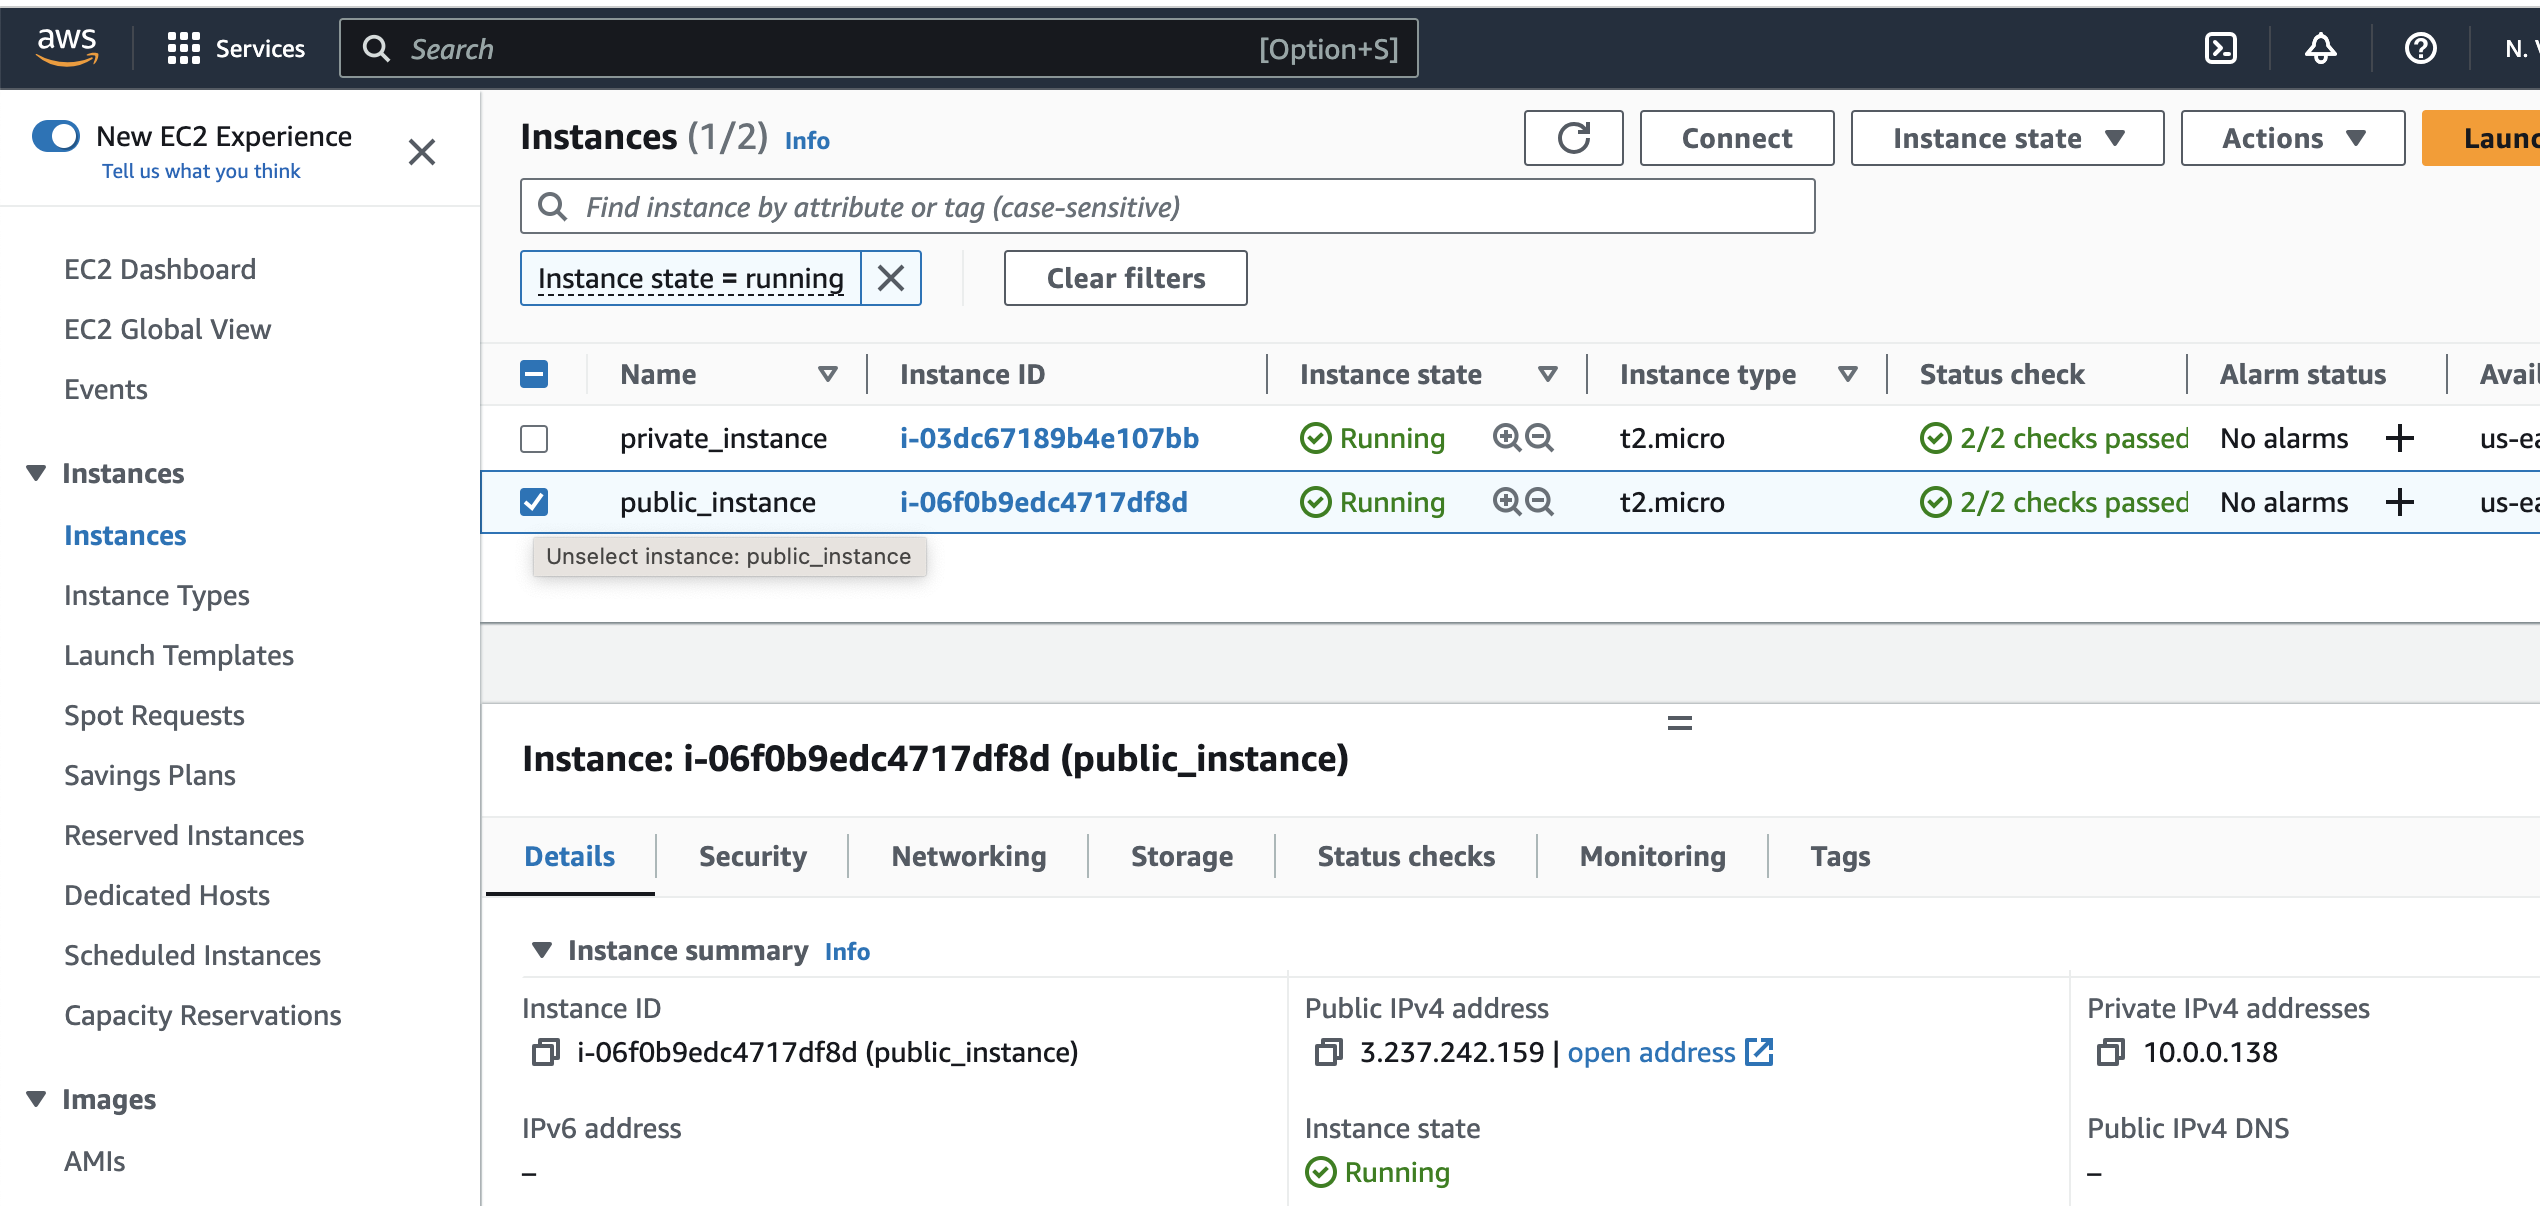 aws
Services
Search
[Option+S]
N.
New EC2 Experience
Tell us what you think
EC2 Dashboard
EC2 Global View
Events
Instances
Instances
Instance Types
Launch Templates
Spot Requests
Savings Plans
Reserved Instances
Dedicated Hosts
Scheduled Instances
Capacity Reservations
Images
AMIs
Instances (1/2) Info
Connect
Instance state
Actions
Find instance by attribute or tag (case-sensitive)
Instance state = running
Clear filters
Name Instance ID Instance state Instance type Status check Alarm status
private_instance i-03dc67189b4e107bb Running t2.micro 2/2 checks passed No alarms +
public_instance i-06f0b9edc4717df8d Running t2.micro 2/2 checks passed No alarms +
Unselect instance: public_instance
Instance: i-06f0b9edc4717df8d (public_instance)
Details Security Networking Storage Status checks Monitoring Tags
Instance summary Info
Instance ID
i-06f0b9edc4717df8d (public_instance)
Public IPv4 address
3.237.242.159 | open address
Private IPv4 addresses
10.0.0.138
IPv6 address
–
Instance state
Running
Public IPv4 DNS
–